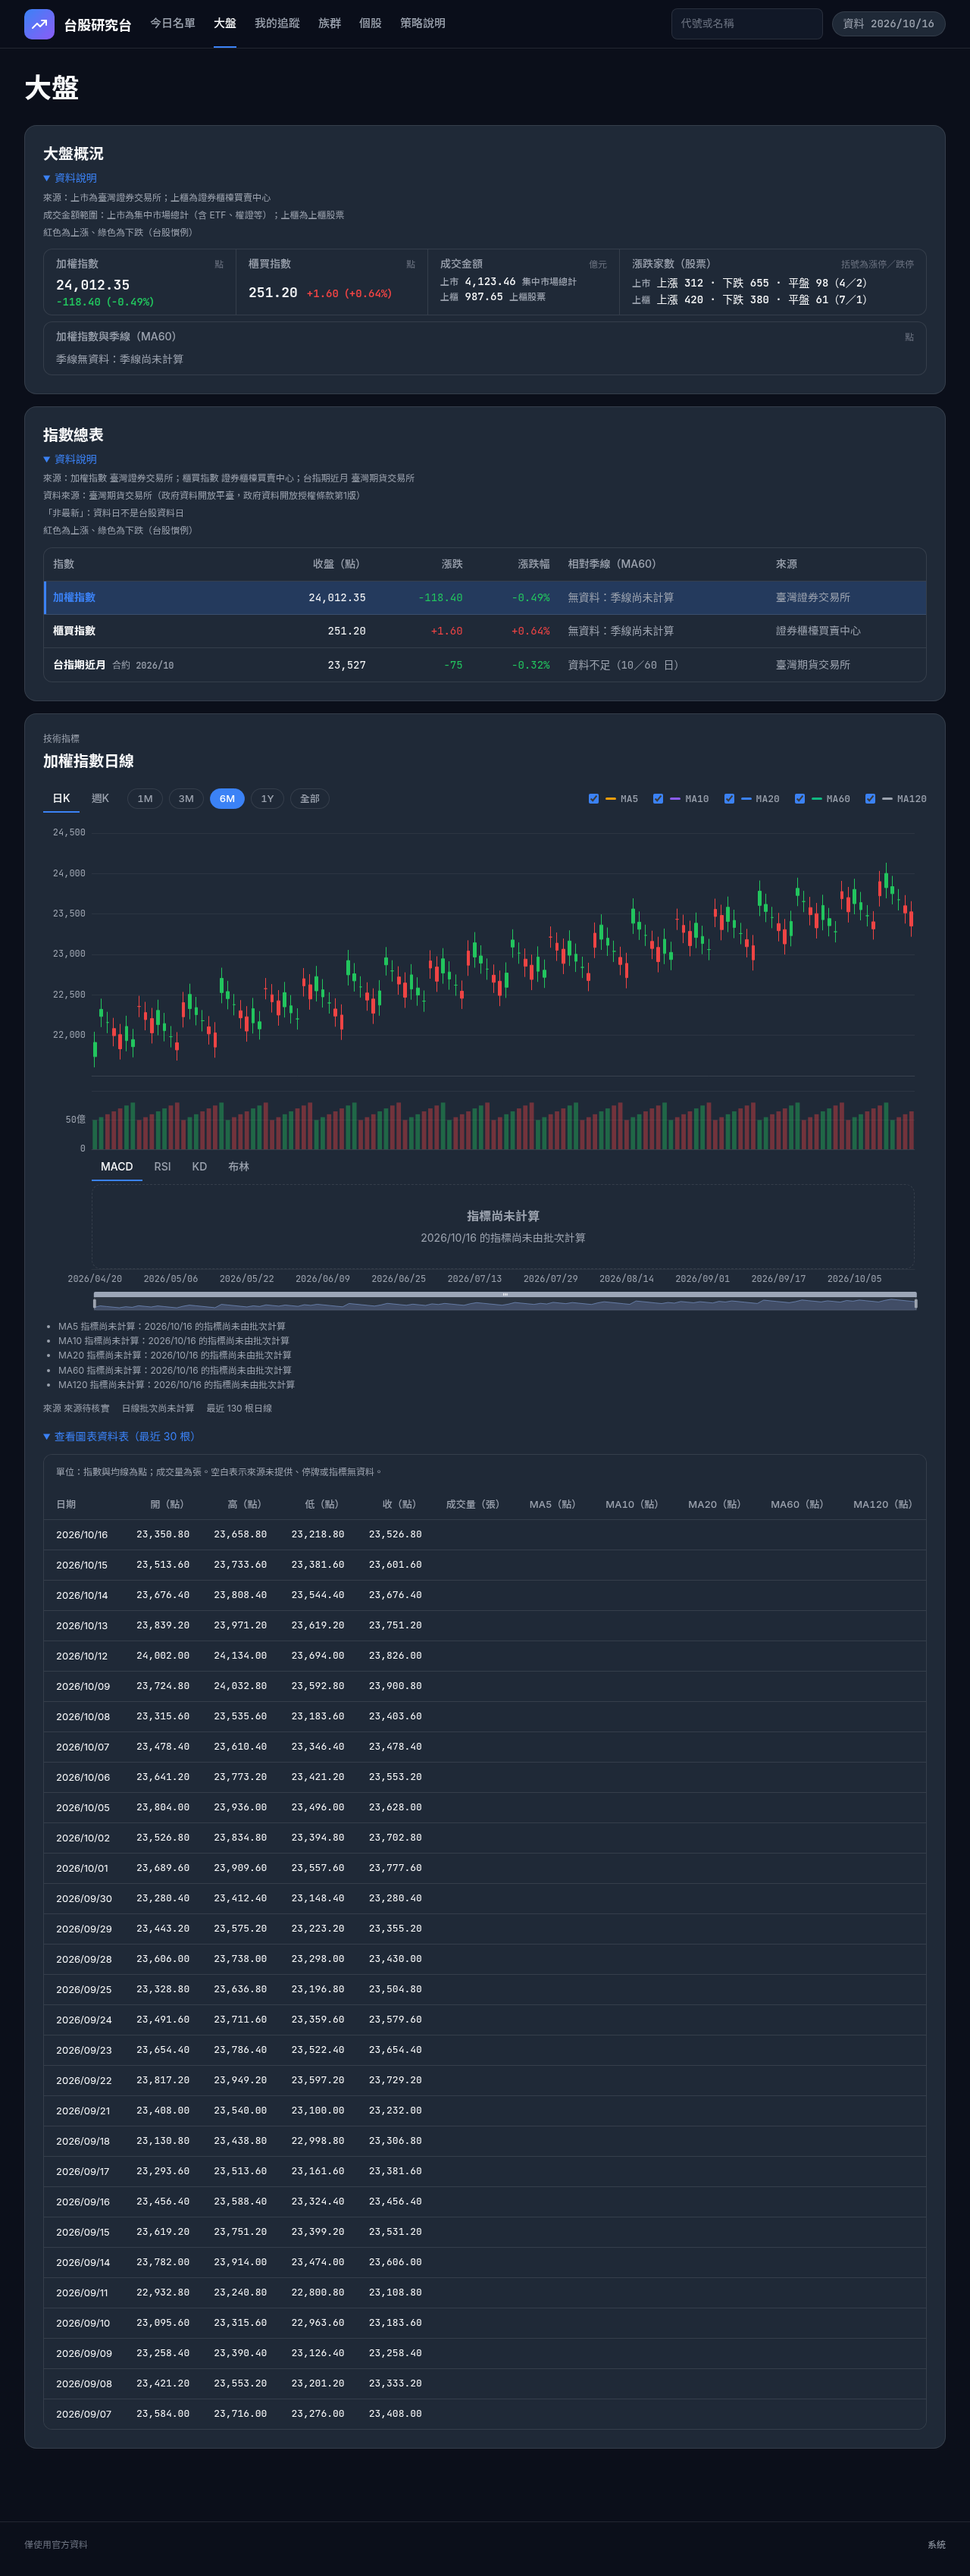 台股研究台 今日名單 大盤 我的追蹤 族群 個股 策略說明 代號或名稱 資料 2026/10/16
大盤
大盤概況
▼ 資料說明
來源：上市為臺灣證券交易所；上櫃為證券櫃檯買賣中心
成交金額範圍：上市為集中市場總計（含 ETF、權證等）；上櫃為上櫃股票
紅色為上漲、綠色為下跌（台股慣例）
加權指數 點
24,012.35
-118.40 (-0.49%)
櫃買指數 點
251.20 +1.60 (+0.64%)
成交金額 億元
上市 4,123.46 集中市場總計
上櫃 987.65 上櫃股票
漲跌家數（股票） 括號為漲停／跌停
上市 上漲 312 · 下跌 655 · 平盤 98（4／2）
上櫃 上漲 420 · 下跌 380 · 平盤 61（7／1）
加權指數與季線（MA60） 點
季線無資料：季線尚未計算
指數總表
▼ 資料說明
來源：加權指數 臺灣證券交易所；櫃買指數 證券櫃檯買賣中心；台指期近月 臺灣期貨交易所
資料來源：臺灣期貨交易所（政府資料開放平臺，政府資料開放授權條款第1版）
「非最新」：資料日不是台股資料日
紅色為上漲、綠色為下跌（台股慣例）
指數 收盤（點） 漲跌 漲跌幅 相對季線（MA60） 來源
加權指數 24,012.35 -118.40 -0.49% 無資料：季線尚未計算 臺灣證券交易所
櫃買指數 251.20 +1.60 +0.64% 無資料：季線尚未計算 證券櫃檯買賣中心
台指期近月 合約 2026/10 23,527 -75 -0.32% 資料不足（10／60 日） 臺灣期貨交易所
技術指標
加權指數日線
日K 週K 1M 3M 6M 1Y 全部 MA5 MA10 MA20 MA60 MA120
24,500
24,000
23,500
23,000
22,500
22,000
50億
0
MACD RSI KD 布林
指標尚未計算
2026/10/16 的指標尚未由批次計算
2026/04/20 2026/05/06 2026/05/22 2026/06/09 2026/06/25 2026/07/13 2026/07/29 2026/08/14 2026/09/01 2026/09/17 2026/10/05
• MA5 指標尚未計算：2026/10/16 的指標尚未由批次計算
• MA10 指標尚未計算：2026/10/16 的指標尚未由批次計算
• MA20 指標尚未計算：2026/10/16 的指標尚未由批次計算
• MA60 指標尚未計算：2026/10/16 的指標尚未由批次計算
• MA120 指標尚未計算：2026/10/16 的指標尚未由批次計算
來源 來源待核實 日線批次尚未計算 最近 130 根日線
▼ 查看圖表資料表（最近 30 根）
單位：指數與均線為點；成交量為張。空白表示來源未提供、停牌或指標無資料。
日期 開（點） 高（點） 低（點） 收（點） 成交量（張） MA5（點） MA10（點） MA20（點） MA60（點） MA120（點）
2026/10/16 23,350.80 23,658.80 23,218.80 23,526.80
2026/10/15 23,513.60 23,733.60 23,381.60 23,601.60
2026/10/14 23,676.40 23,808.40 23,544.40 23,676.40
2026/10/13 23,839.20 23,971.20 23,619.20 23,751.20
2026/10/12 24,002.00 24,134.00 23,694.00 23,826.00
2026/10/09 23,724.80 24,032.80 23,592.80 23,900.80
2026/10/08 23,315.60 23,535.60 23,183.60 23,403.60
2026/10/07 23,478.40 23,610.40 23,346.40 23,478.40
2026/10/06 23,641.20 23,773.20 23,421.20 23,553.20
2026/10/05 23,804.00 23,936.00 23,496.00 23,628.00
2026/10/02 23,526.80 23,834.80 23,394.80 23,702.80
2026/10/01 23,689.60 23,909.60 23,557.60 23,777.60
2026/09/30 23,280.40 23,412.40 23,148.40 23,280.40
2026/09/29 23,443.20 23,575.20 23,223.20 23,355.20
2026/09/28 23,606.00 23,738.00 23,298.00 23,430.00
2026/09/25 23,328.80 23,636.80 23,196.80 23,504.80
2026/09/24 23,491.60 23,711.60 23,359.60 23,579.60
2026/09/23 23,654.40 23,786.40 23,522.40 23,654.40
2026/09/22 23,817.20 23,949.20 23,597.20 23,729.20
2026/09/21 23,408.00 23,540.00 23,100.00 23,232.00
2026/09/18 23,130.80 23,438.80 22,998.80 23,306.80
2026/09/17 23,293.60 23,513.60 23,161.60 23,381.60
2026/09/16 23,456.40 23,588.40 23,324.40 23,456.40
2026/09/15 23,619.20 23,751.20 23,399.20 23,531.20
2026/09/14 23,782.00 23,914.00 23,474.00 23,606.00
2026/09/11 22,932.80 23,240.80 22,800.80 23,108.80
2026/09/10 23,095.60 23,315.60 22,963.60 23,183.60
2026/09/09 23,258.40 23,390.40 23,126.40 23,258.40
2026/09/08 23,421.20 23,553.20 23,201.20 23,333.20
2026/09/07 23,584.00 23,716.00 23,276.00 23,408.00
僅使用官方資料 系統